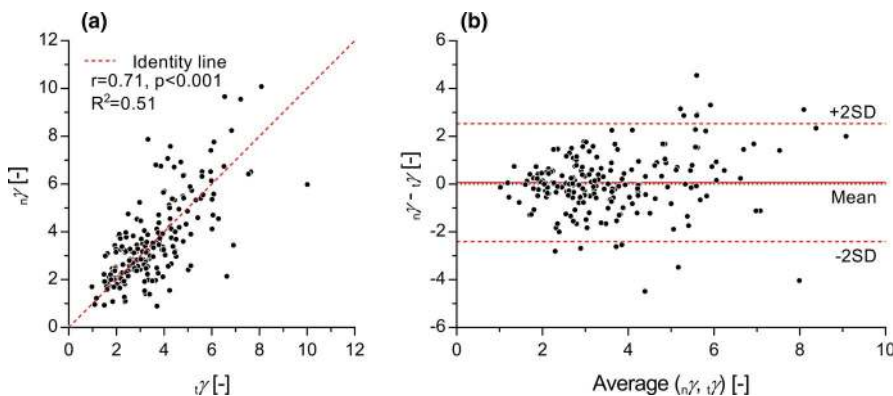 (a)
12
10
8
6
4
2
0
nγ [-]
Identity line
r=0.71, p<0.001
R²=0.51
0 2 4 6 8 10 12
tγ [-]
(b)
6
4
2
0
-2
-4
-6
nγ - tγ [-]
+2SD
Mean
-2SD
0 2 4 6 8 10
Average (nγ, tγ) [-]